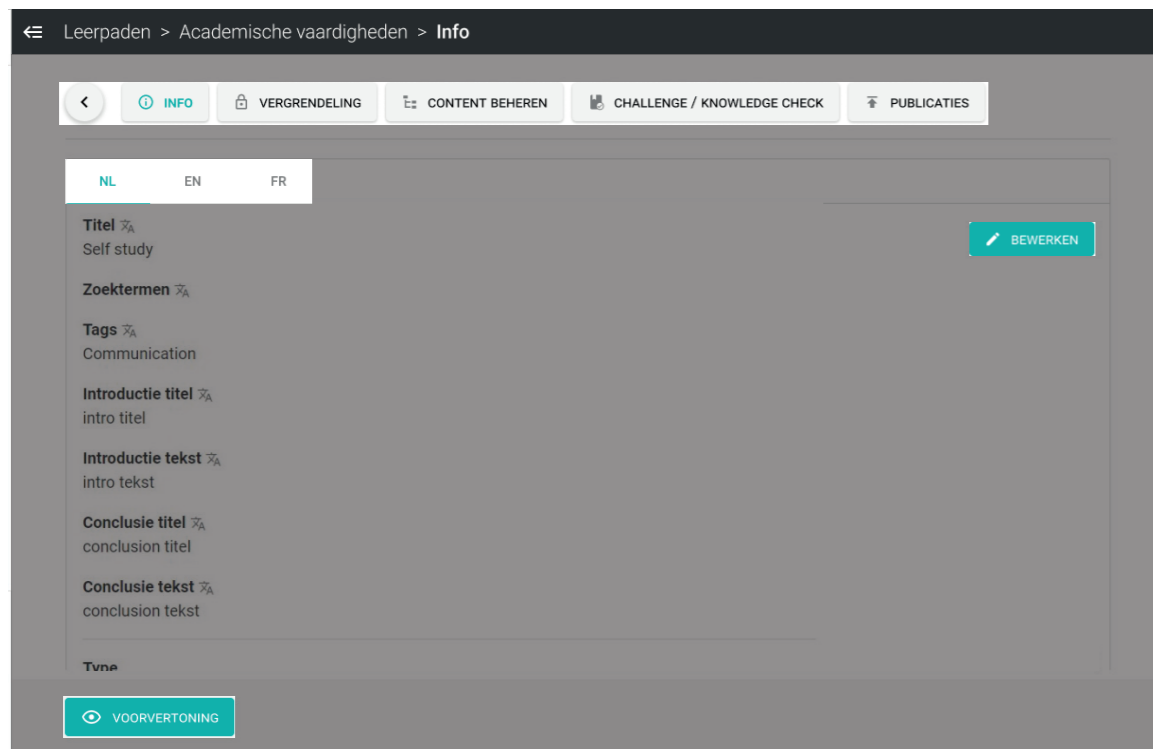 Leerpaden > Academische vaardigheden > Info
INFO
VERGRENDELING
CONTENT BEHEREN
CHALLENGE / KNOWLEDGE CHECK
PUBLICATIES
NL EN FR
Titel
Self study
BEWERKEN
Zoektermen
Tags
Communication
Introductie titel
intro titel
Introductie tekst
intro tekst
Conclusie titel
conclusion titel
Conclusie tekst
conclusion tekst
Type
VOORVERTONING